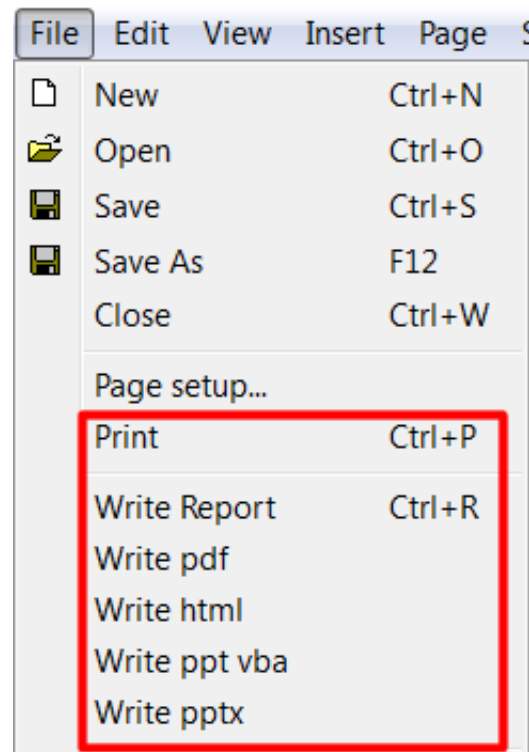 File Edit View Insert Page
New Ctrl+N
Open Ctrl+O
Save Ctrl+S
Save As F12
Close Ctrl+W
Page setup...
Print Ctrl+P
Write Report Ctrl+R
Write pdf
Write html
Write ppt vba
Write pptx